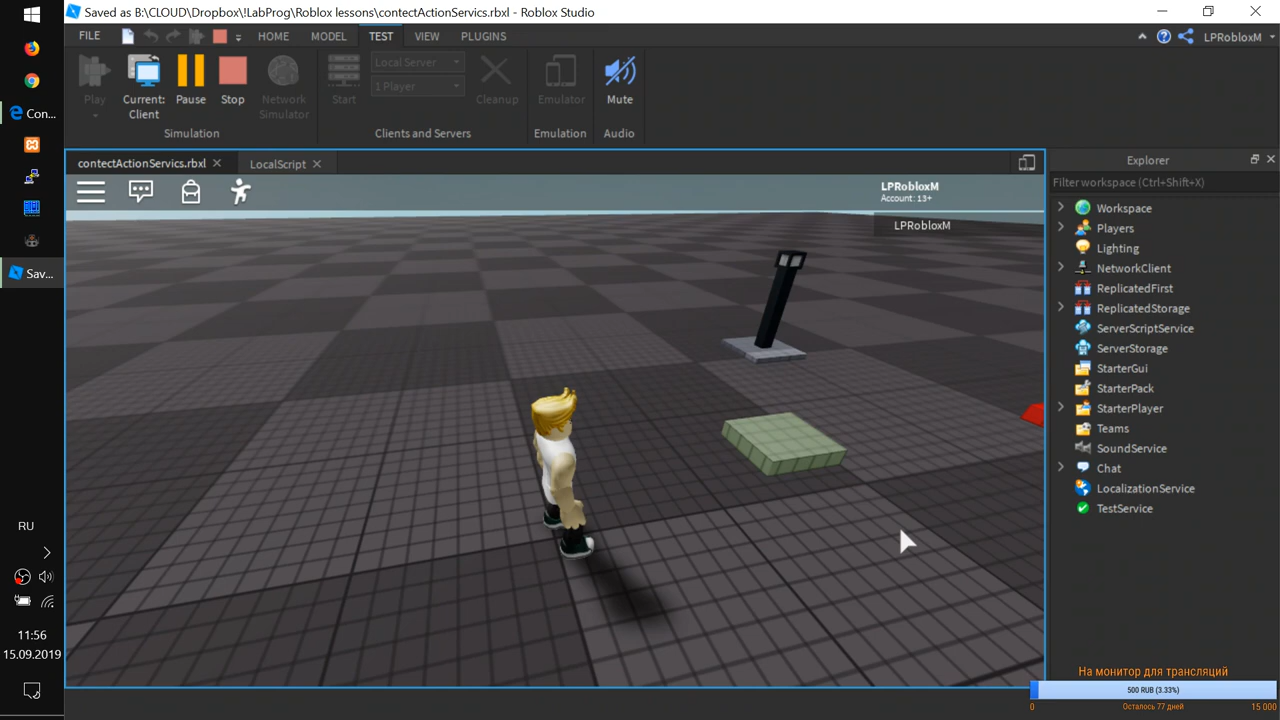 Saved as B:\CLOUD\Dropbox\!LabProg\Roblox lessons\contectActionServics.rbxl - Roblox Studio
FILE HOME MODEL TEST VIEW PLUGINS LPRobloxM
Play Current: Client Pause Stop Network Simulator Start Local Server 1 Player Cleanup Emulator Mute
Simulation Clients and Servers Emulation Audio
Con...
Sav...
contectActionServics.rbxl LocalScript
LPRobloxM
Account: 13+
LPRobloxM
Explorer
Filter workspace (Ctrl+Shift+X)
Workspace
Players
Lighting
NetworkClient
ReplicatedFirst
ReplicatedStorage
ServerScriptService
ServerStorage
StarterGui
StarterPack
StarterPlayer
Teams
SoundService
Chat
LocalizationService
TestService
RU
11:56
15.09.2019
На монитор для трансляций
500 RUB (3.33%)
0 Осталось 77 дней 15 000